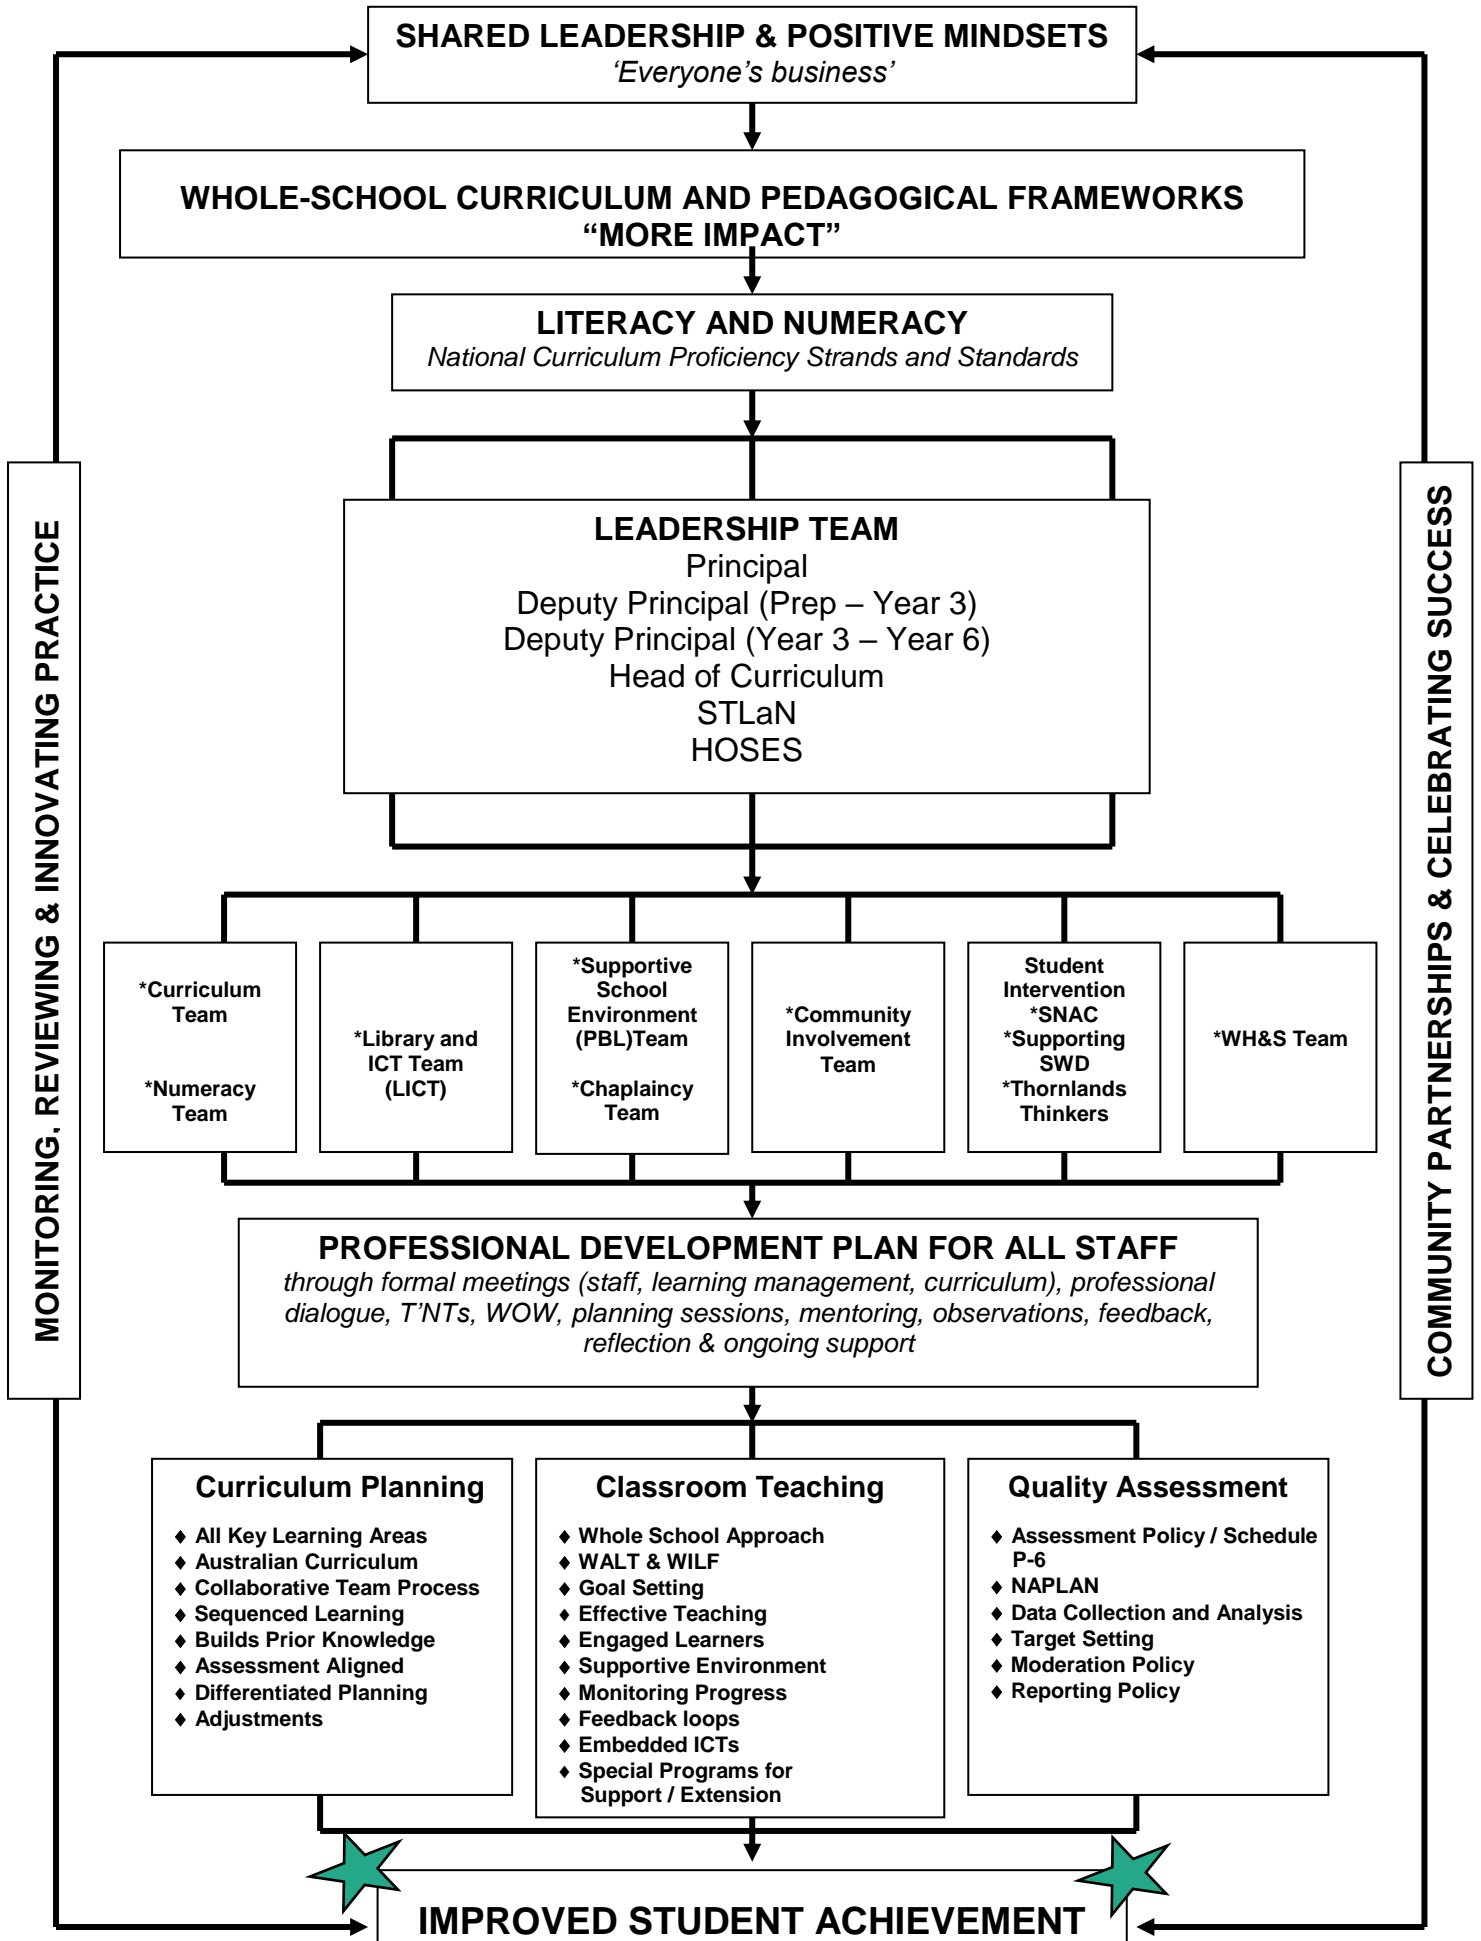 SHARED LEADERSHIP & POSITIVE MINDSETS
‘Everyone’s business’
WHOLE-SCHOOL CURRICULUM AND PEDAGOGICAL FRAMEWORKS
“MORE IMPACT”
LITERACY AND NUMERACY
National Curriculum Proficiency Strands and Standards
MONITORING, REVIEWING & INNOVATING PRACTICE
COMMUNITY PARTNERSHIPS & CELEBRATING SUCCESS
LEADERSHIP TEAM
Principal
Deputy Principal (Prep – Year 3)
Deputy Principal (Year 3 – Year 6)
Head of Curriculum
STLaN
HOSES
*Curriculum
Team
*Numeracy
Team
*Library and
ICT Team
(LICT)
*Supportive
School
Environment
(PBL)Team
*Chaplaincy
Team
*Community
Involvement
Team
Student
Intervention
*SNAC
*Supporting
SWD
*Thornlands
Thinkers
*WH&S Team
PROFESSIONAL DEVELOPMENT PLAN FOR ALL STAFF
through formal meetings (staff, learning management, curriculum), professional
dialogue, T’NTs, WOW, planning sessions, mentoring, observations, feedback,
reflection & ongoing support
Curriculum Planning
♦ All Key Learning Areas
♦ Australian Curriculum
♦ Collaborative Team Process
♦ Sequenced Learning
♦ Builds Prior Knowledge
♦ Assessment Aligned
♦ Differentiated Planning
♦ Adjustments
Classroom Teaching
♦ Whole School Approach
♦ WALT & WILF
♦ Goal Setting
♦ Effective Teaching
♦ Engaged Learners
♦ Supportive Environment
♦ Monitoring Progress
♦ Feedback loops
♦ Embedded ICTs
♦ Special Programs for
Support / Extension
Quality Assessment
♦ Assessment Policy / Schedule
P-6
♦ NAPLAN
♦ Data Collection and Analysis
♦ Target Setting
♦ Moderation Policy
♦ Reporting Policy
IMPROVED STUDENT ACHIEVEMENT